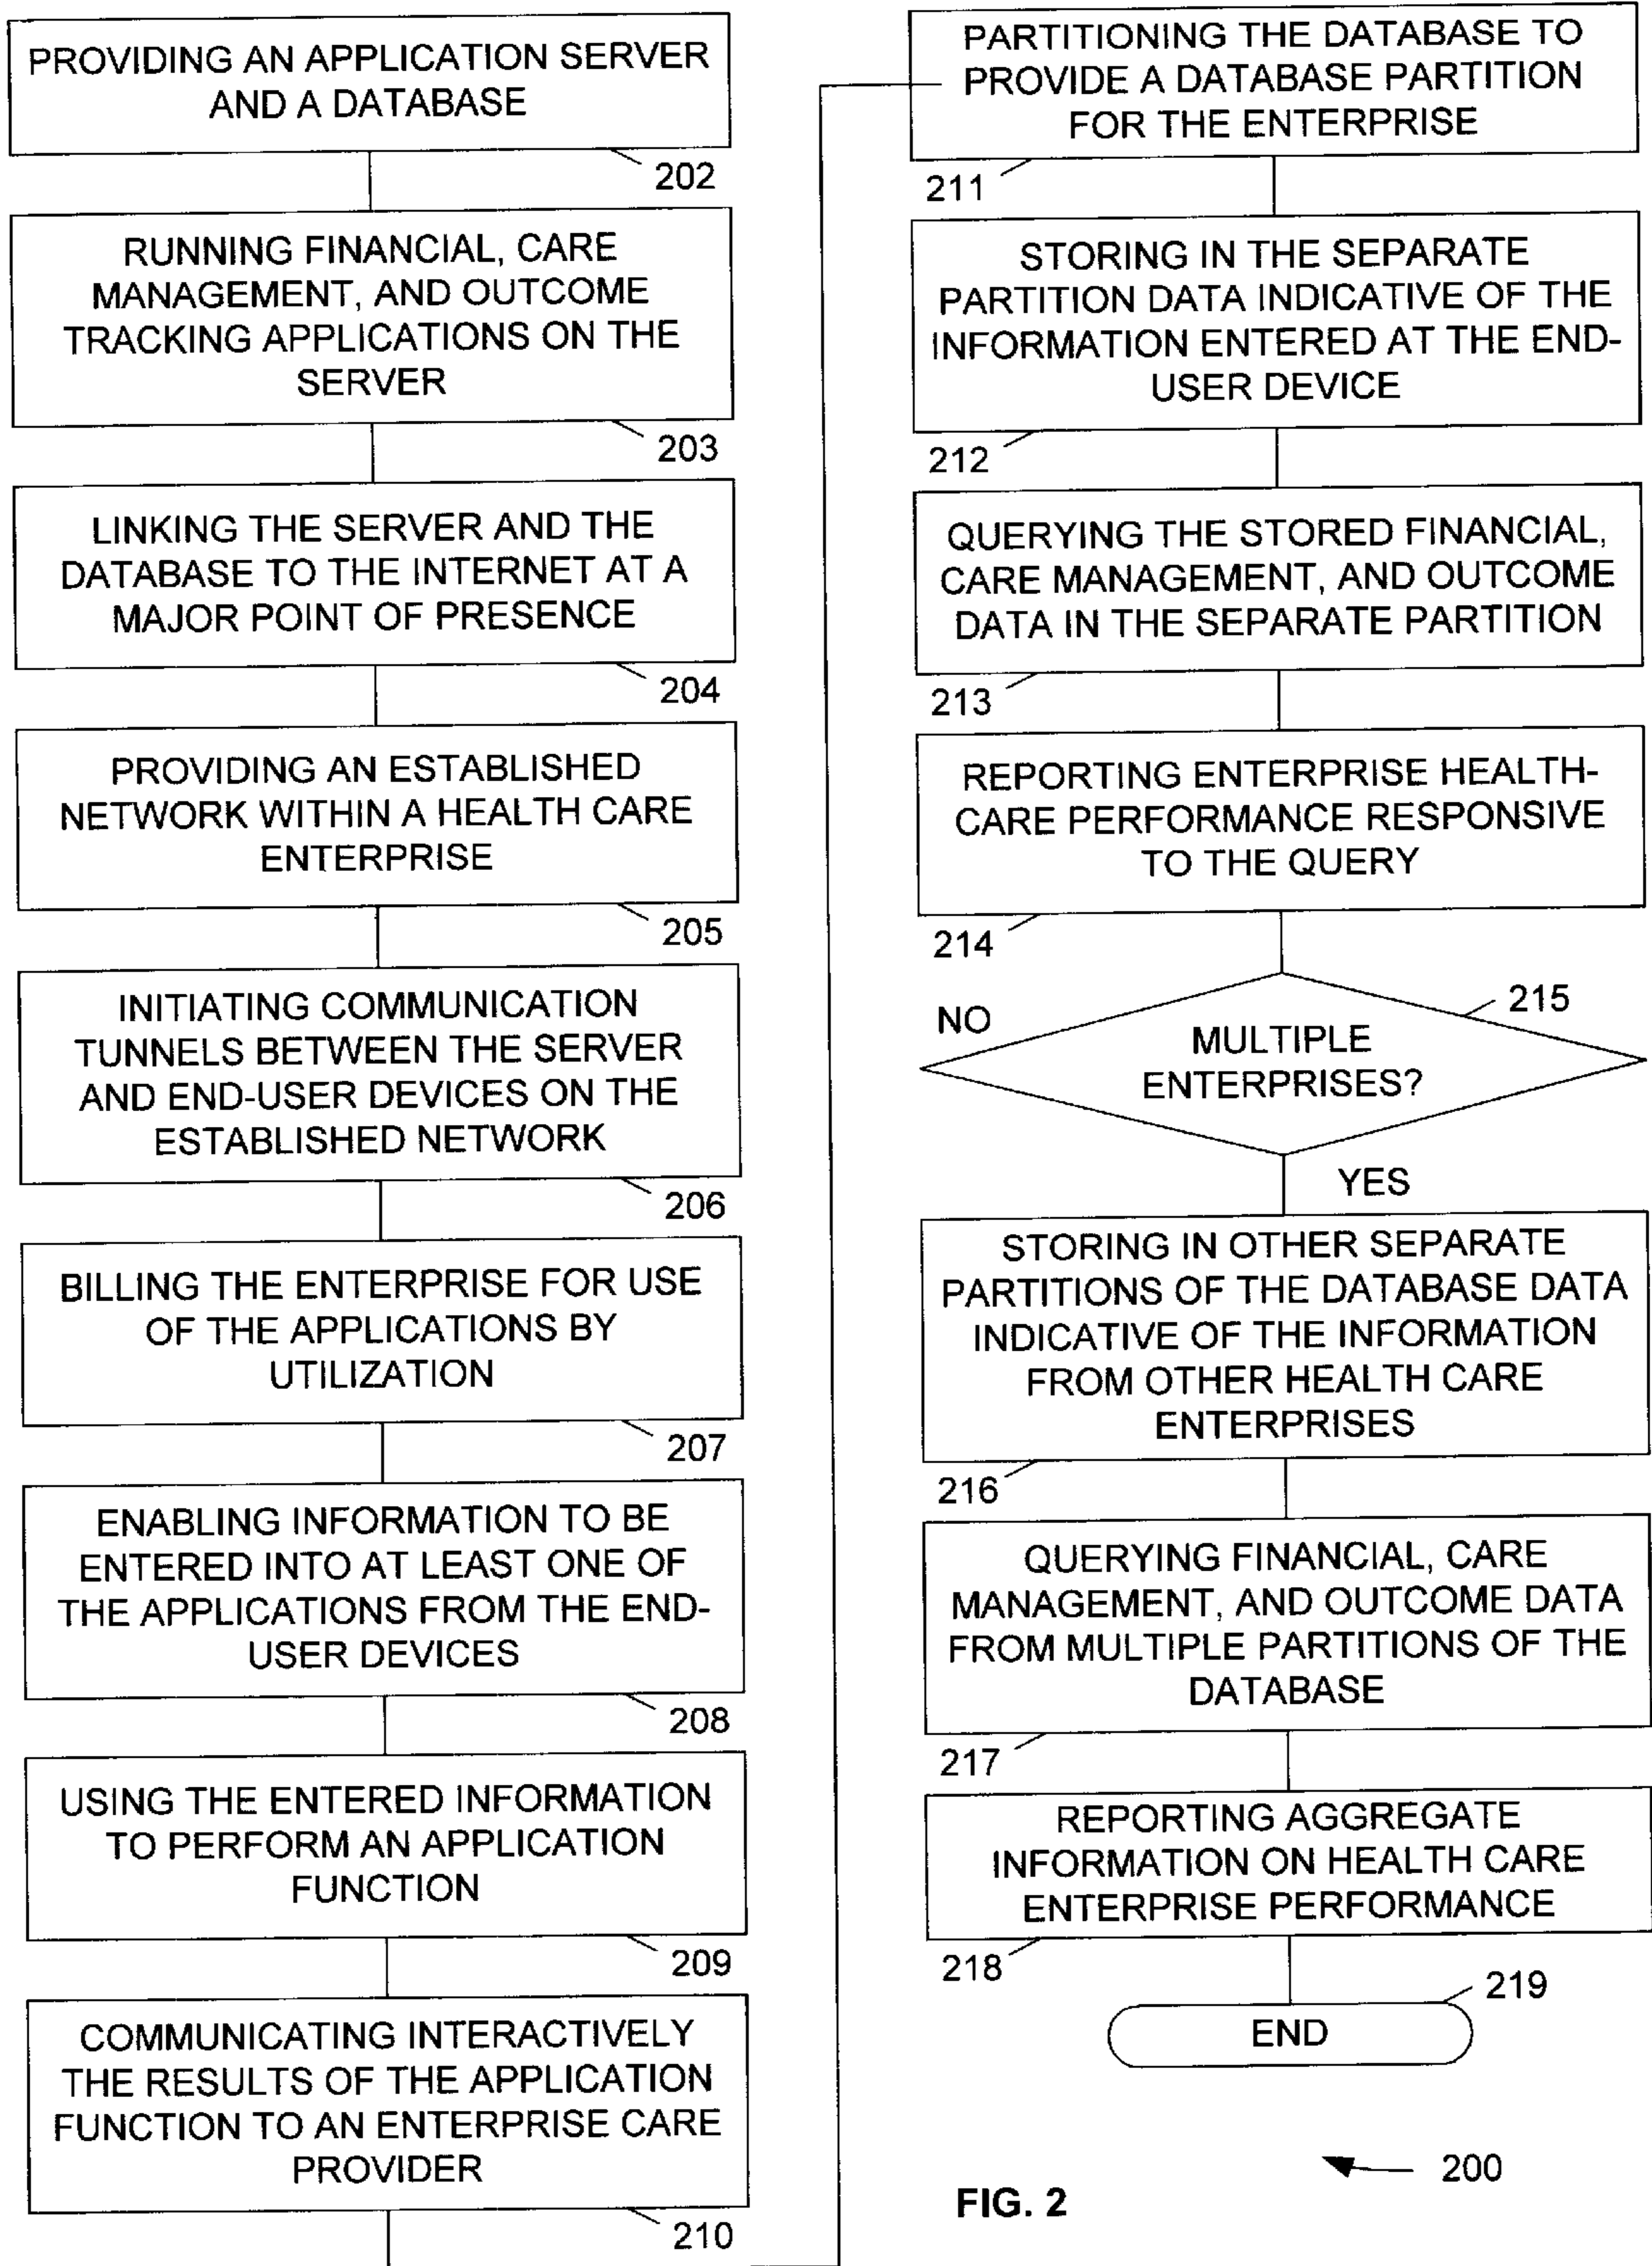 PROVIDING AN APPLICATION SERVER
AND A DATABASE
202
RUNNING FINANCIAL, CARE
MANAGEMENT, AND OUTCOME
TRACKING APPLICATIONS ON THE
SERVER
203
LINKING THE SERVER AND THE
DATABASE TO THE INTERNET AT A
MAJOR POINT OF PRESENCE
204
PROVIDING AN ESTABLISHED
NETWORK WITHIN A HEALTH CARE
ENTERPRISE
205
INITIATING COMMUNICATION
TUNNELS BETWEEN THE SERVER
AND END-USER DEVICES ON THE
ESTABLISHED NETWORK
206
BILLING THE ENTERPRISE FOR USE
OF THE APPLICATIONS BY
UTILIZATION
207
ENABLING INFORMATION TO BE
ENTERED INTO AT LEAST ONE OF
THE APPLICATIONS FROM THE END-
USER DEVICES
208
USING THE ENTERED INFORMATION
TO PERFORM AN APPLICATION
FUNCTION
209
COMMUNICATING INTERACTIVELY
THE RESULTS OF THE APPLICATION
FUNCTION TO AN ENTERPRISE CARE
PROVIDER
210
PARTITIONING THE DATABASE TO
PROVIDE A DATABASE PARTITION
FOR THE ENTERPRISE
211
STORING IN THE SEPARATE
PARTITION DATA INDICATIVE OF THE
INFORMATION ENTERED AT THE END-
USER DEVICE
212
QUERYING THE STORED FINANCIAL,
CARE MANAGEMENT, AND OUTCOME
DATA IN THE SEPARATE PARTITION
213
REPORTING ENTERPRISE HEALTH-
CARE PERFORMANCE RESPONSIVE
TO THE QUERY
214
215
NO
MULTIPLE
ENTERPRISES?
YES
STORING IN OTHER SEPARATE
PARTITIONS OF THE DATABASE DATA
INDICATIVE OF THE INFORMATION
FROM OTHER HEALTH CARE
ENTERPRISES
216
QUERYING FINANCIAL, CARE
MANAGEMENT, AND OUTCOME DATA
FROM MULTIPLE PARTITIONS OF THE
DATABASE
217
REPORTING AGGREGATE
INFORMATION ON HEALTH CARE
ENTERPRISE PERFORMANCE
218
219
END
200
FIG. 2